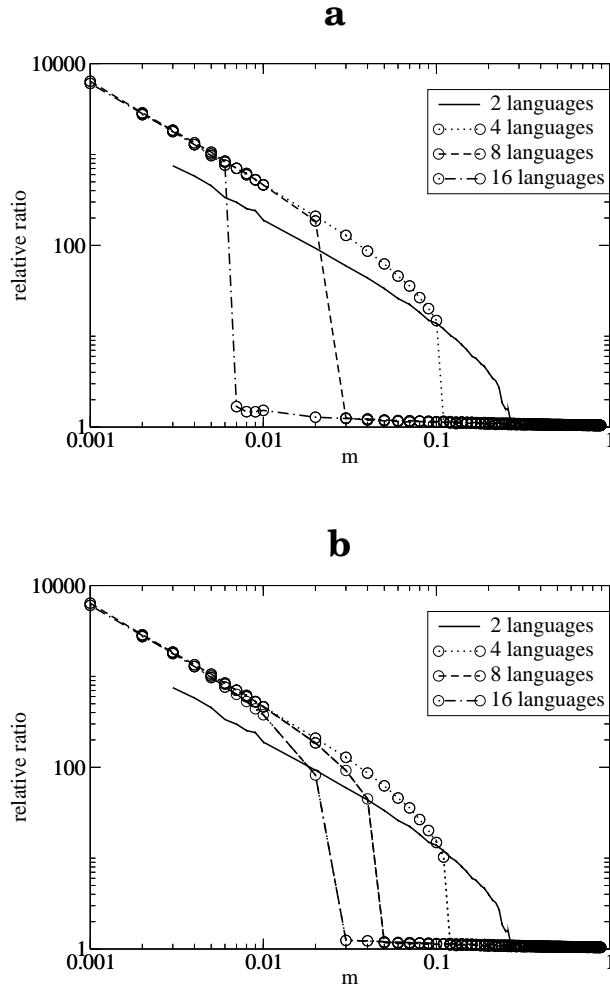 a
10000
100
1
relative ratio
2 languages
4 languages
8 languages
16 languages
0.001
0.01
0.1
1
m
b
10000
100
1
relative ratio
2 languages
4 languages
8 languages
16 languages
0.001
0.01
0.1
1
m